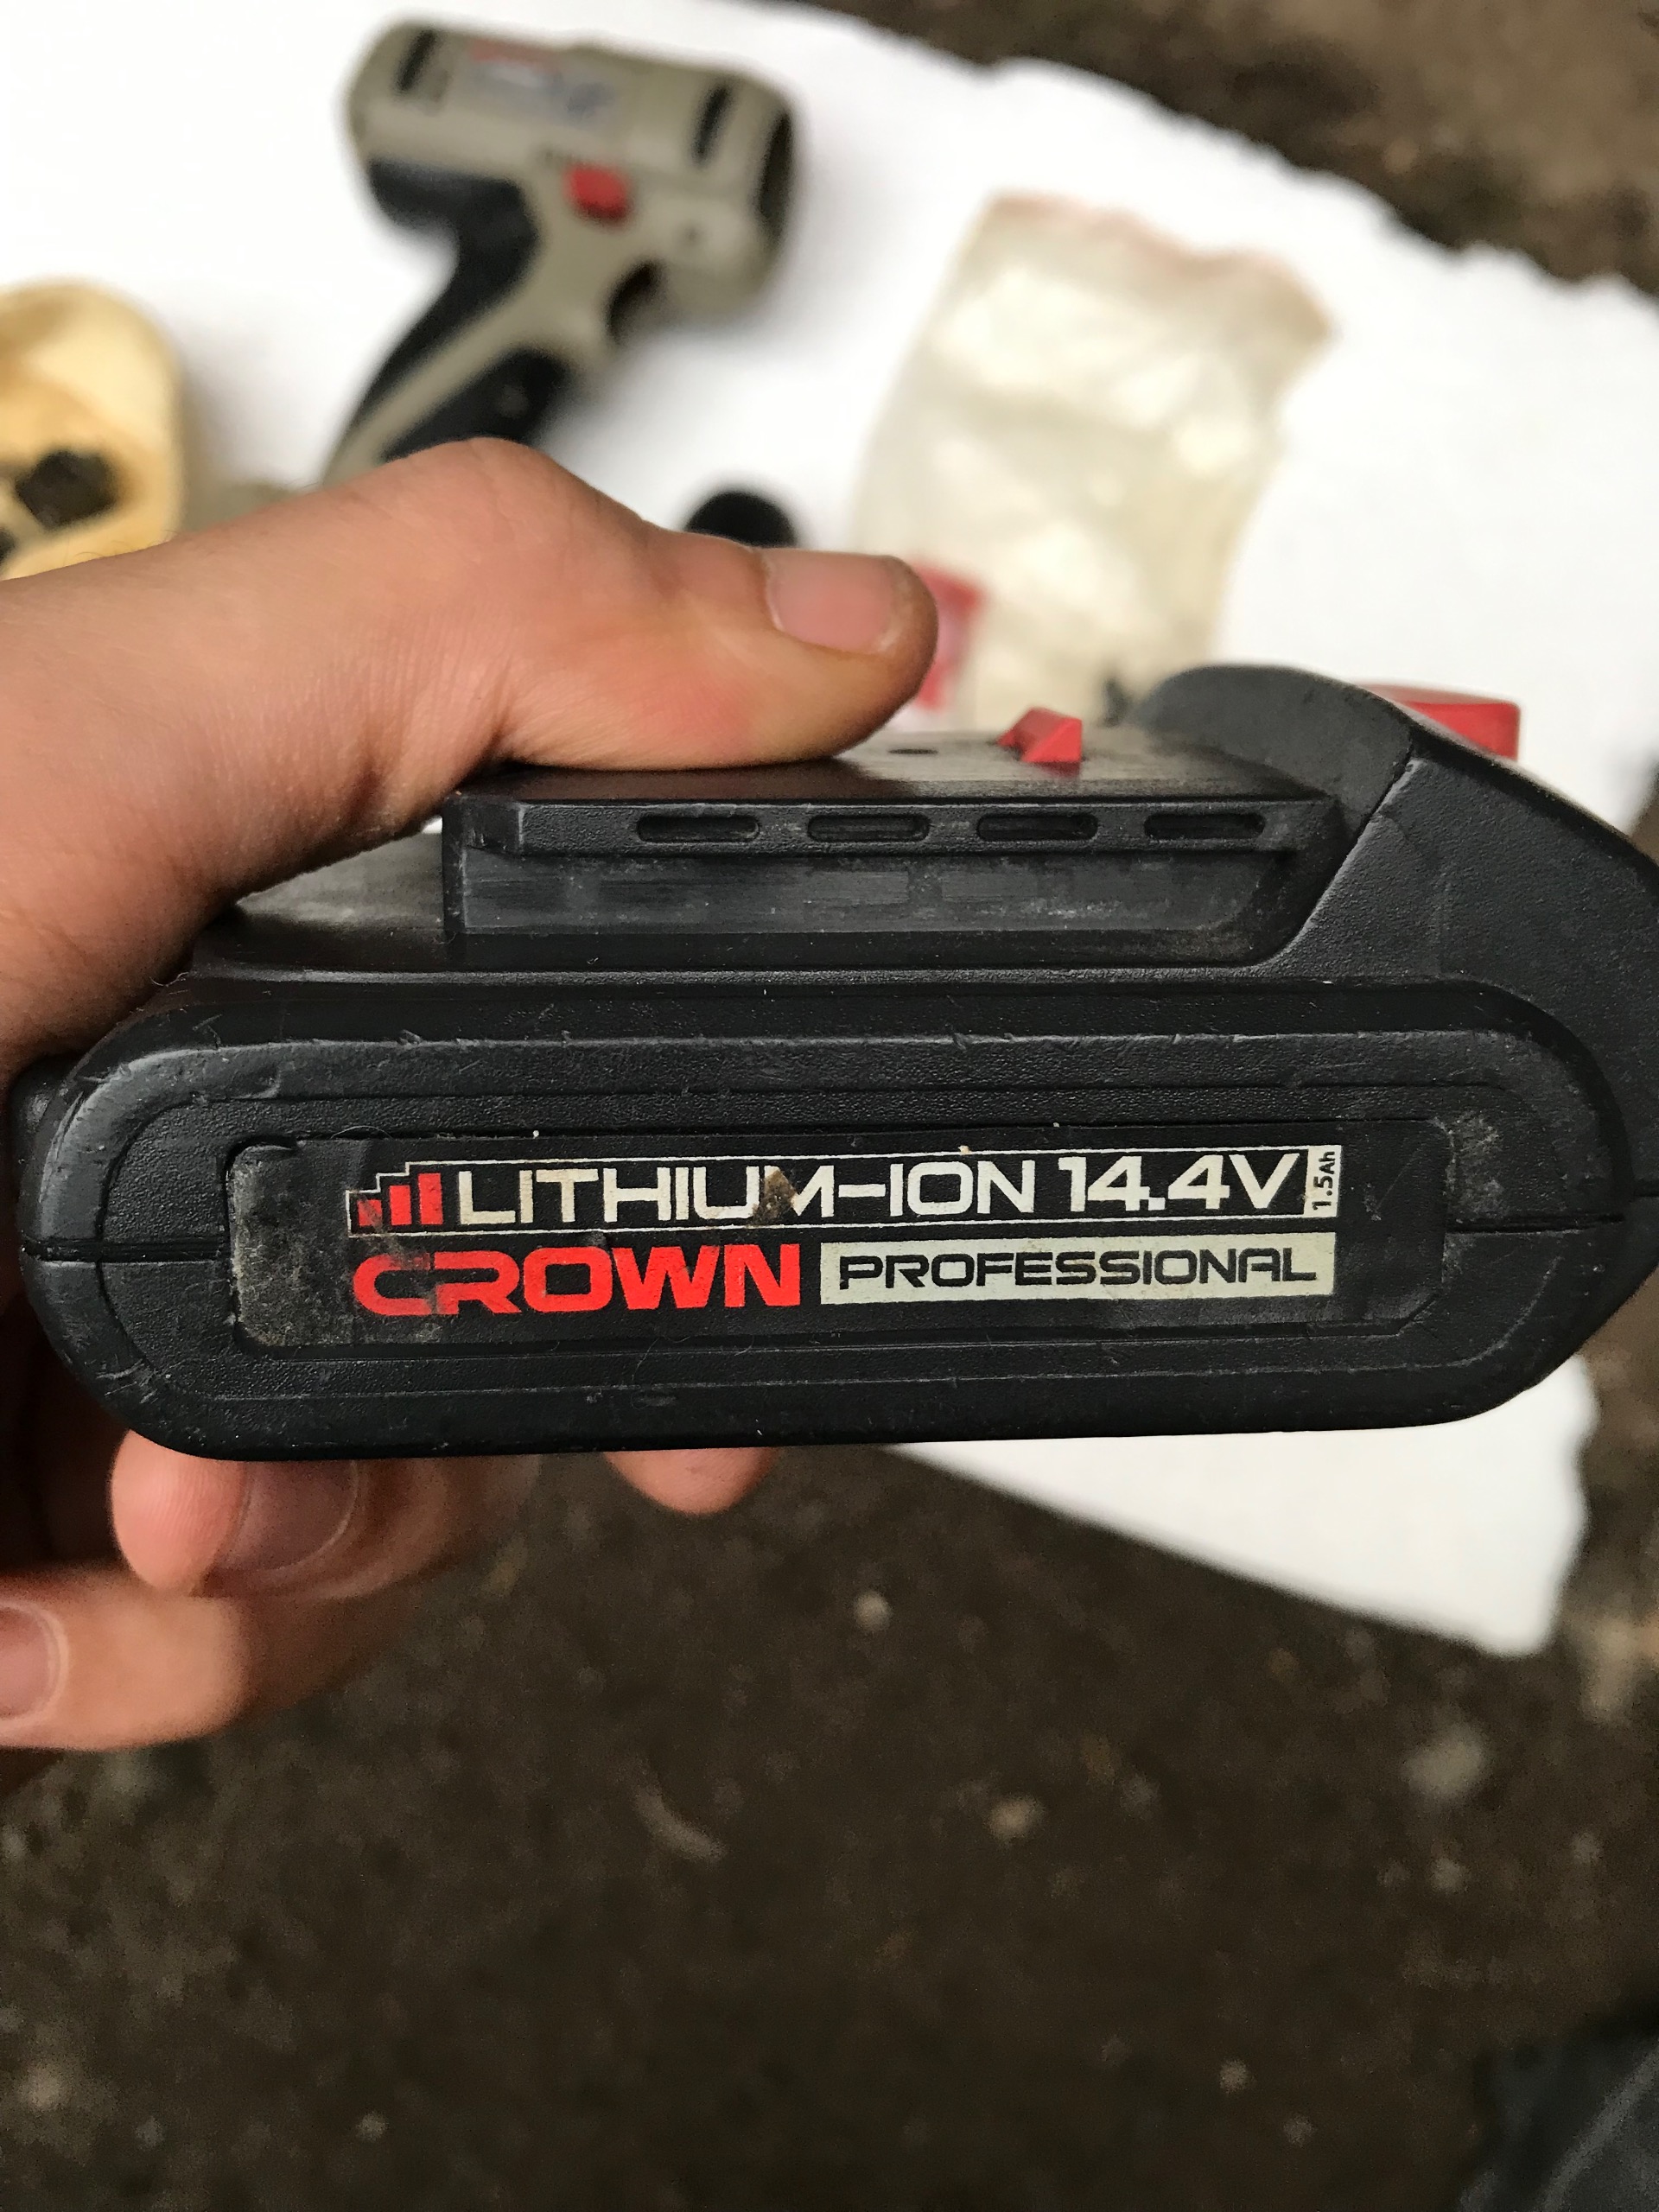 LITHIUM-ION 14.4V 1.5Ah
CROWN PROFESSIONAL